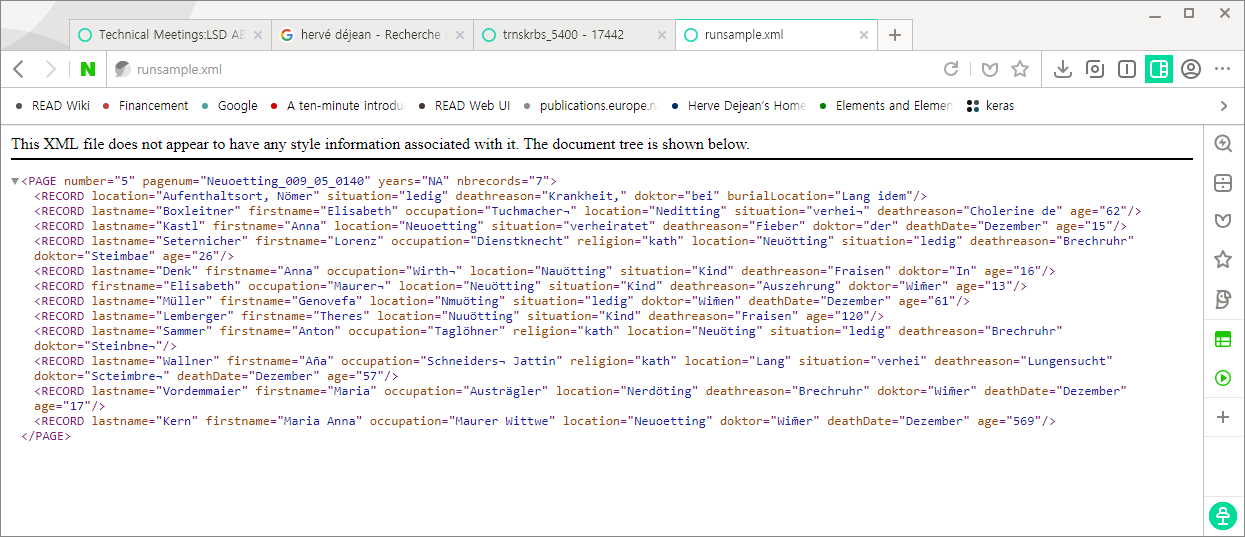 Technical Meetings:LSD AE
hervé déjean - Recherche
trnskrbs_5400 - 17442
runsample.xml
N
runsample.xml
READ Wiki
Financement
Google
A ten-minute introdu
READ Web UI
publications.europe.n
Herve Dejean's Home
Elements and Elemen
keras
This XML file does not appear to have any style information associated with it. The document tree is shown below.
<PAGE number="5" pagenum="Neuoetting_009_05_0140" years="NA" nbrecords="7">
<RECORD location="Aufenthaltsort, Nömer" situation="ledig" deathreason="Krankheit," doktor="bei" burialLocation="Lang idem"/>
<RECORD lastname="Boxleitner" firstname="Elisabeth" occupation="Tuchmacher¬" location="Neditting" situation="verhei¬" deathreason="Cholerine de" age="62"/>
<RECORD lastname="Kastl" firstname="Anna" location="Neuoetting" situation="verheiratet" deathreason="Fieber" doktor="der" deathDate="Dezember" age="15"/>
<RECORD lastname="Seternicher" firstname="Lorenz" occupation="Dienstknecht" religion="kath" location="Neuötting" situation="ledig" deathreason="Brechruhr"
doktor="Steimbae" age="26"/>
<RECORD lastname="Denk" firstname="Anna" occupation="Wirth¬" location="Nauötting" situation="Kind" deathreason="Fraisen" doktor="In" age="16"/>
<RECORD firstname="Elisabeth" occupation="Maurer¬" location="Neuötting" situation="Kind" deathreason="Auszehrung" doktor="Wim̄er" age="13"/>
<RECORD lastname="Müller" firstname="Genovefa" location="Nmuöting" situation="ledig" doktor="Wim̄en" deathDate="Dezember" age="61"/>
<RECORD lastname="Lemberger" firstname="Theres" location="Nuuötting" situation="Kind" deathreason="Fraisen" age="120"/>
<RECORD lastname="Sammer" firstname="Anton" occupation="Taglöhner" religion="kath" location="Neuöting" situation="ledig" deathreason="Brechruhr"
doktor="Steinbne¬"/>
<RECORD lastname="Wallner" firstname="Aña" occupation="Schneiders¬ Jattin" religion="kath" location="Lang" situation="verhei" deathreason="Lungensucht"
doktor="Scteimbre¬" deathDate="Dezember" age="57"/>
<RECORD lastname="Vordemmaier" firstname="Maria" occupation="Austrägler" location="Nerdöting" deathreason="Brechruhr" doktor="Wim̄er" deathDate="Dezember"
age="17"/>
<RECORD lastname="Kern" firstname="Maria Anna" occupation="Maurer Wittwe" location="Neuoetting" doktor="Wim̄er" deathDate="Dezember" age="569"/>
</PAGE>